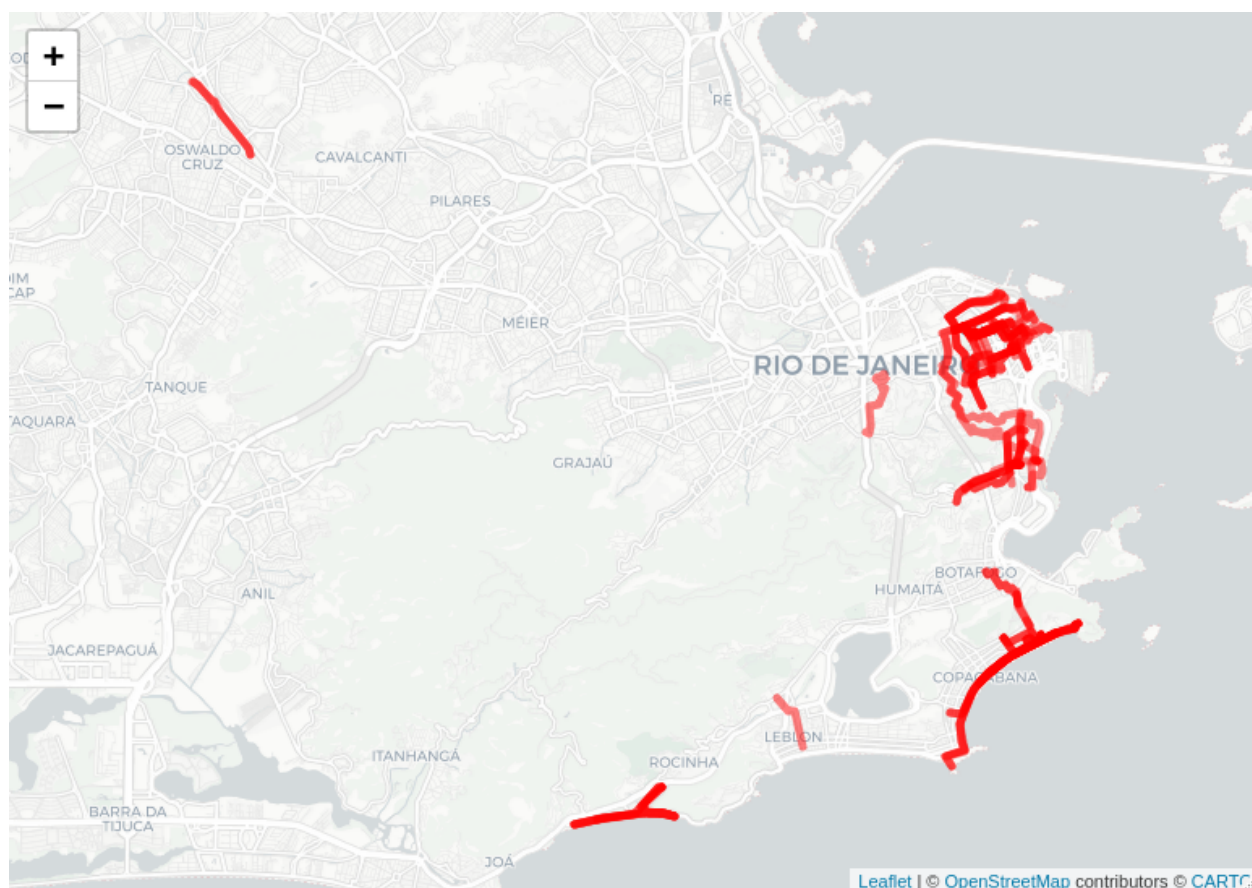 +
−
OSWALDO
CRUZ
CAVALCANTI
PILARES
MÉIER
RIO DE JANEIRO
TANQUE
TAQUARA
GRAJAÚ
BOTAFOGO
HUMAITÁ
ANIL
JACAREPAGUÁ
COPACABANA
LEBLON
ITANHANGÁ
ROCINHA
BARRA DA
TIJUCA
JOÁ
Leaflet | © OpenStreetMap contributors © CARTO